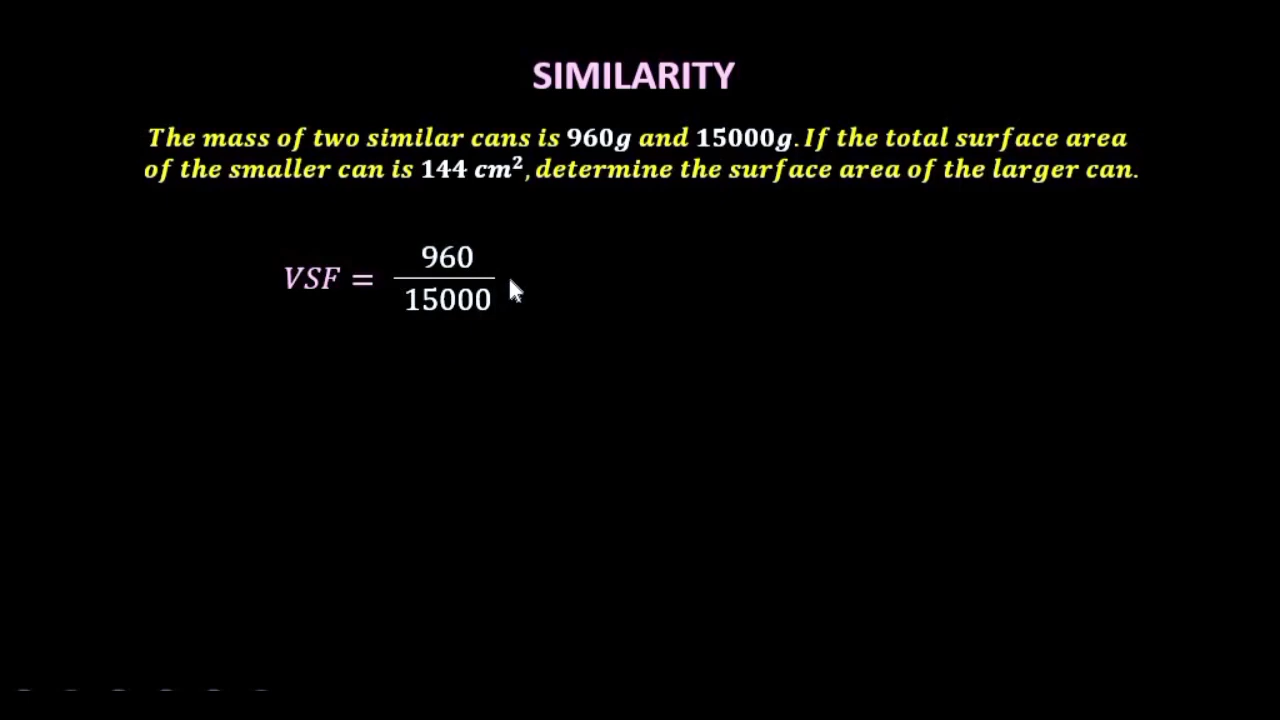 SIMILARITY
The mass of two similar cans is 960g and 15000g. If the total surface area
of the smaller can is 144 cm², determine the surface area of the larger can.
VSF = 960/15000